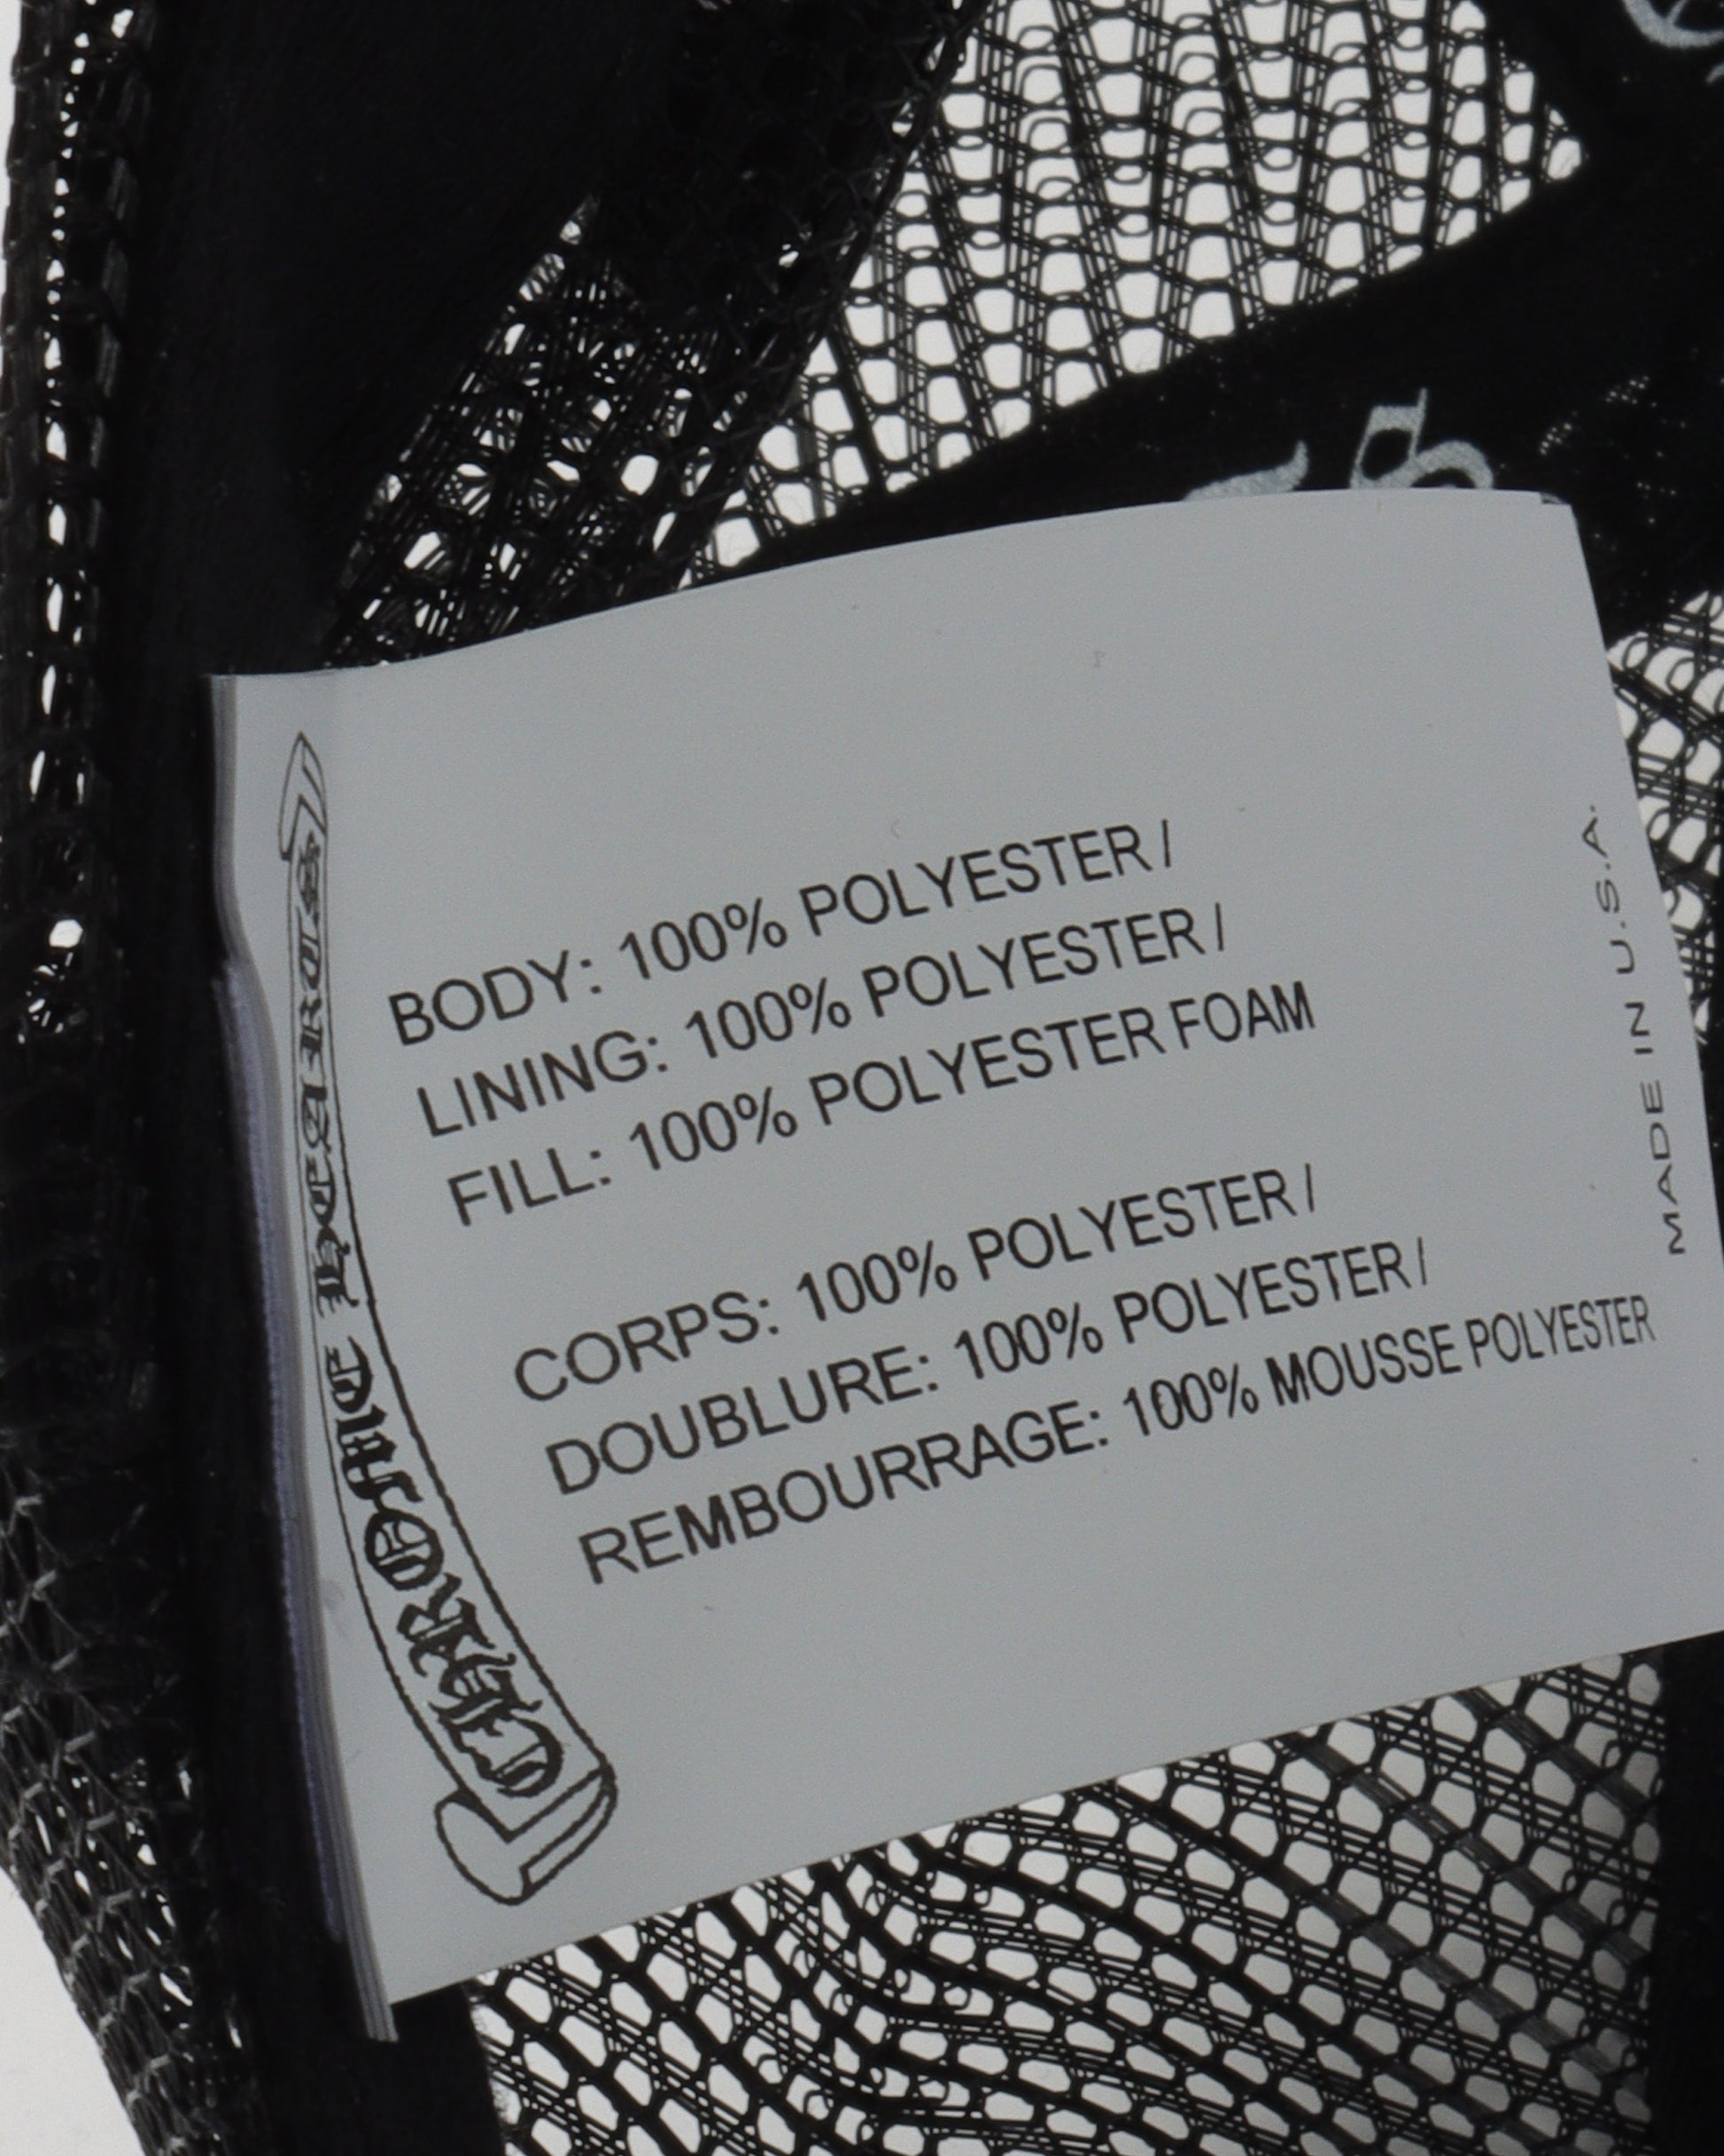 BODY: 100% POLYESTER /
LINING: 100% POLYESTER /
FILL: 100% POLYESTER FOAM
CORPS: 100% POLYESTER /
DOUBLURE: 100% POLYESTER /
REMBOURRAGE: 100% MOUSSE POLYESTER
MADE IN U.S.A.
CHROME HEARTS